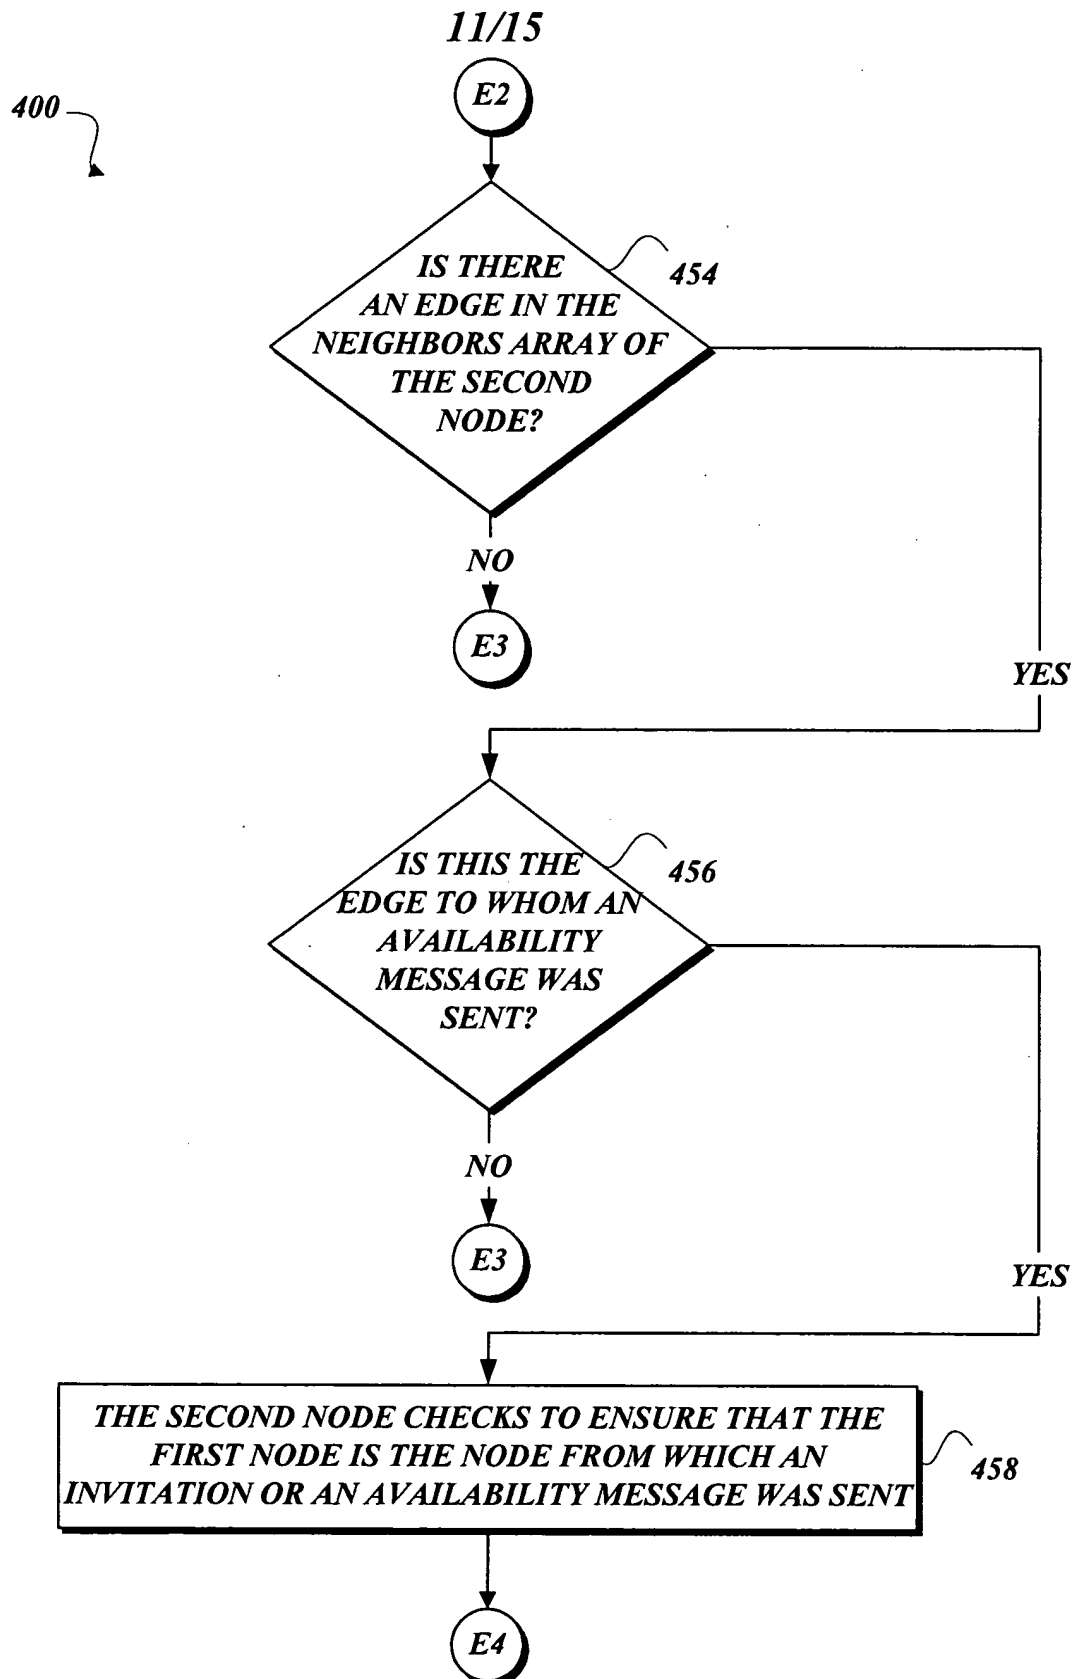 11/15
E2
400
IS THERE
AN EDGE IN THE
NEIGHBORS ARRAY OF
THE SECOND
NODE?
454
NO
E3
YES
IS THIS THE
EDGE TO WHOM AN
AVAILABILITY
MESSAGE WAS
SENT?
456
NO
E3
YES
THE SECOND NODE CHECKS TO ENSURE THAT THE
FIRST NODE IS THE NODE FROM WHICH AN
INVITATION OR AN AVAILABILITY MESSAGE WAS SENT
458
E4